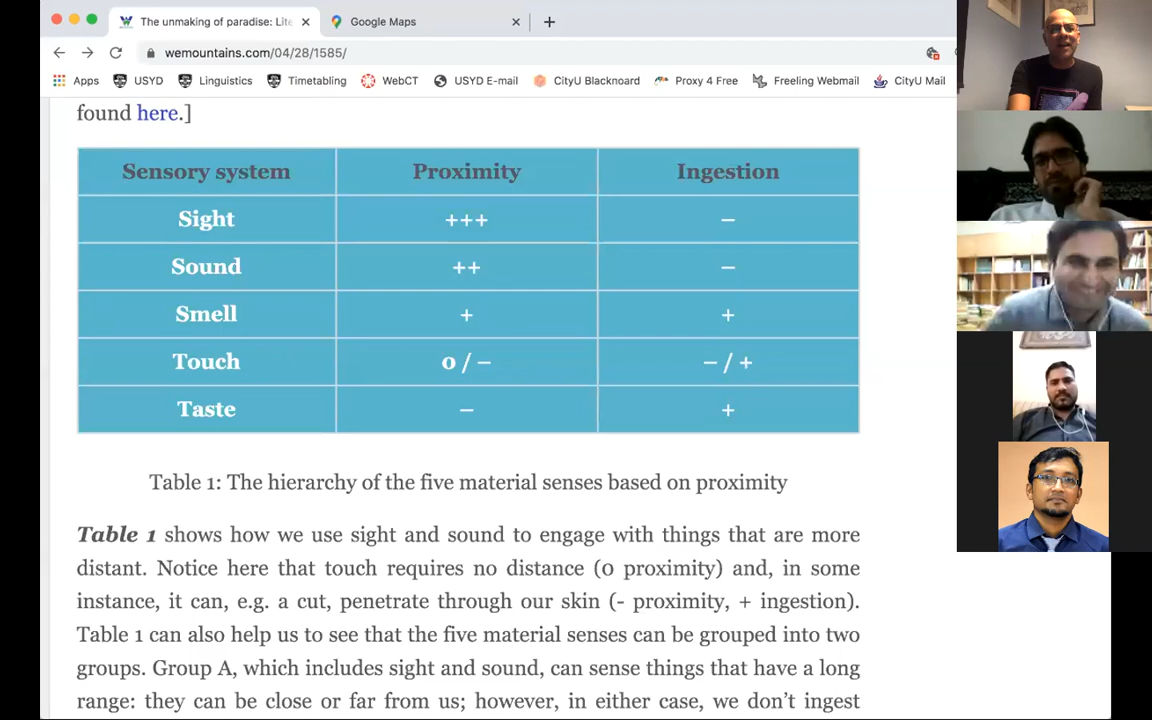 The unmaking of paradise: Lite
Google Maps
wemountains.com/04/28/1585/
Apps USYD Linguistics Timetabling WebCT USYD E-mail CityU Blacknoard Proxy 4 Free Freeling Webmail CityU Mail
found here.]
Sensory system Proximity Ingestion
Sight +++ –
Sound ++ –
Smell + +
Touch 0 / – – / +
Taste – +
Table 1: The hierarchy of the five material senses based on proximity
Table 1 shows how we use sight and sound to engage with things that are more
distant. Notice here that touch requires no distance (0 proximity) and, in some
instance, it can, e.g. a cut, penetrate through our skin (- proximity, + ingestion).
Table 1 can also help us to see that the five material senses can be grouped into two
groups. Group A, which includes sight and sound, can sense things that have a long
range: they can be close or far from us; however, in either case, we don't ingest